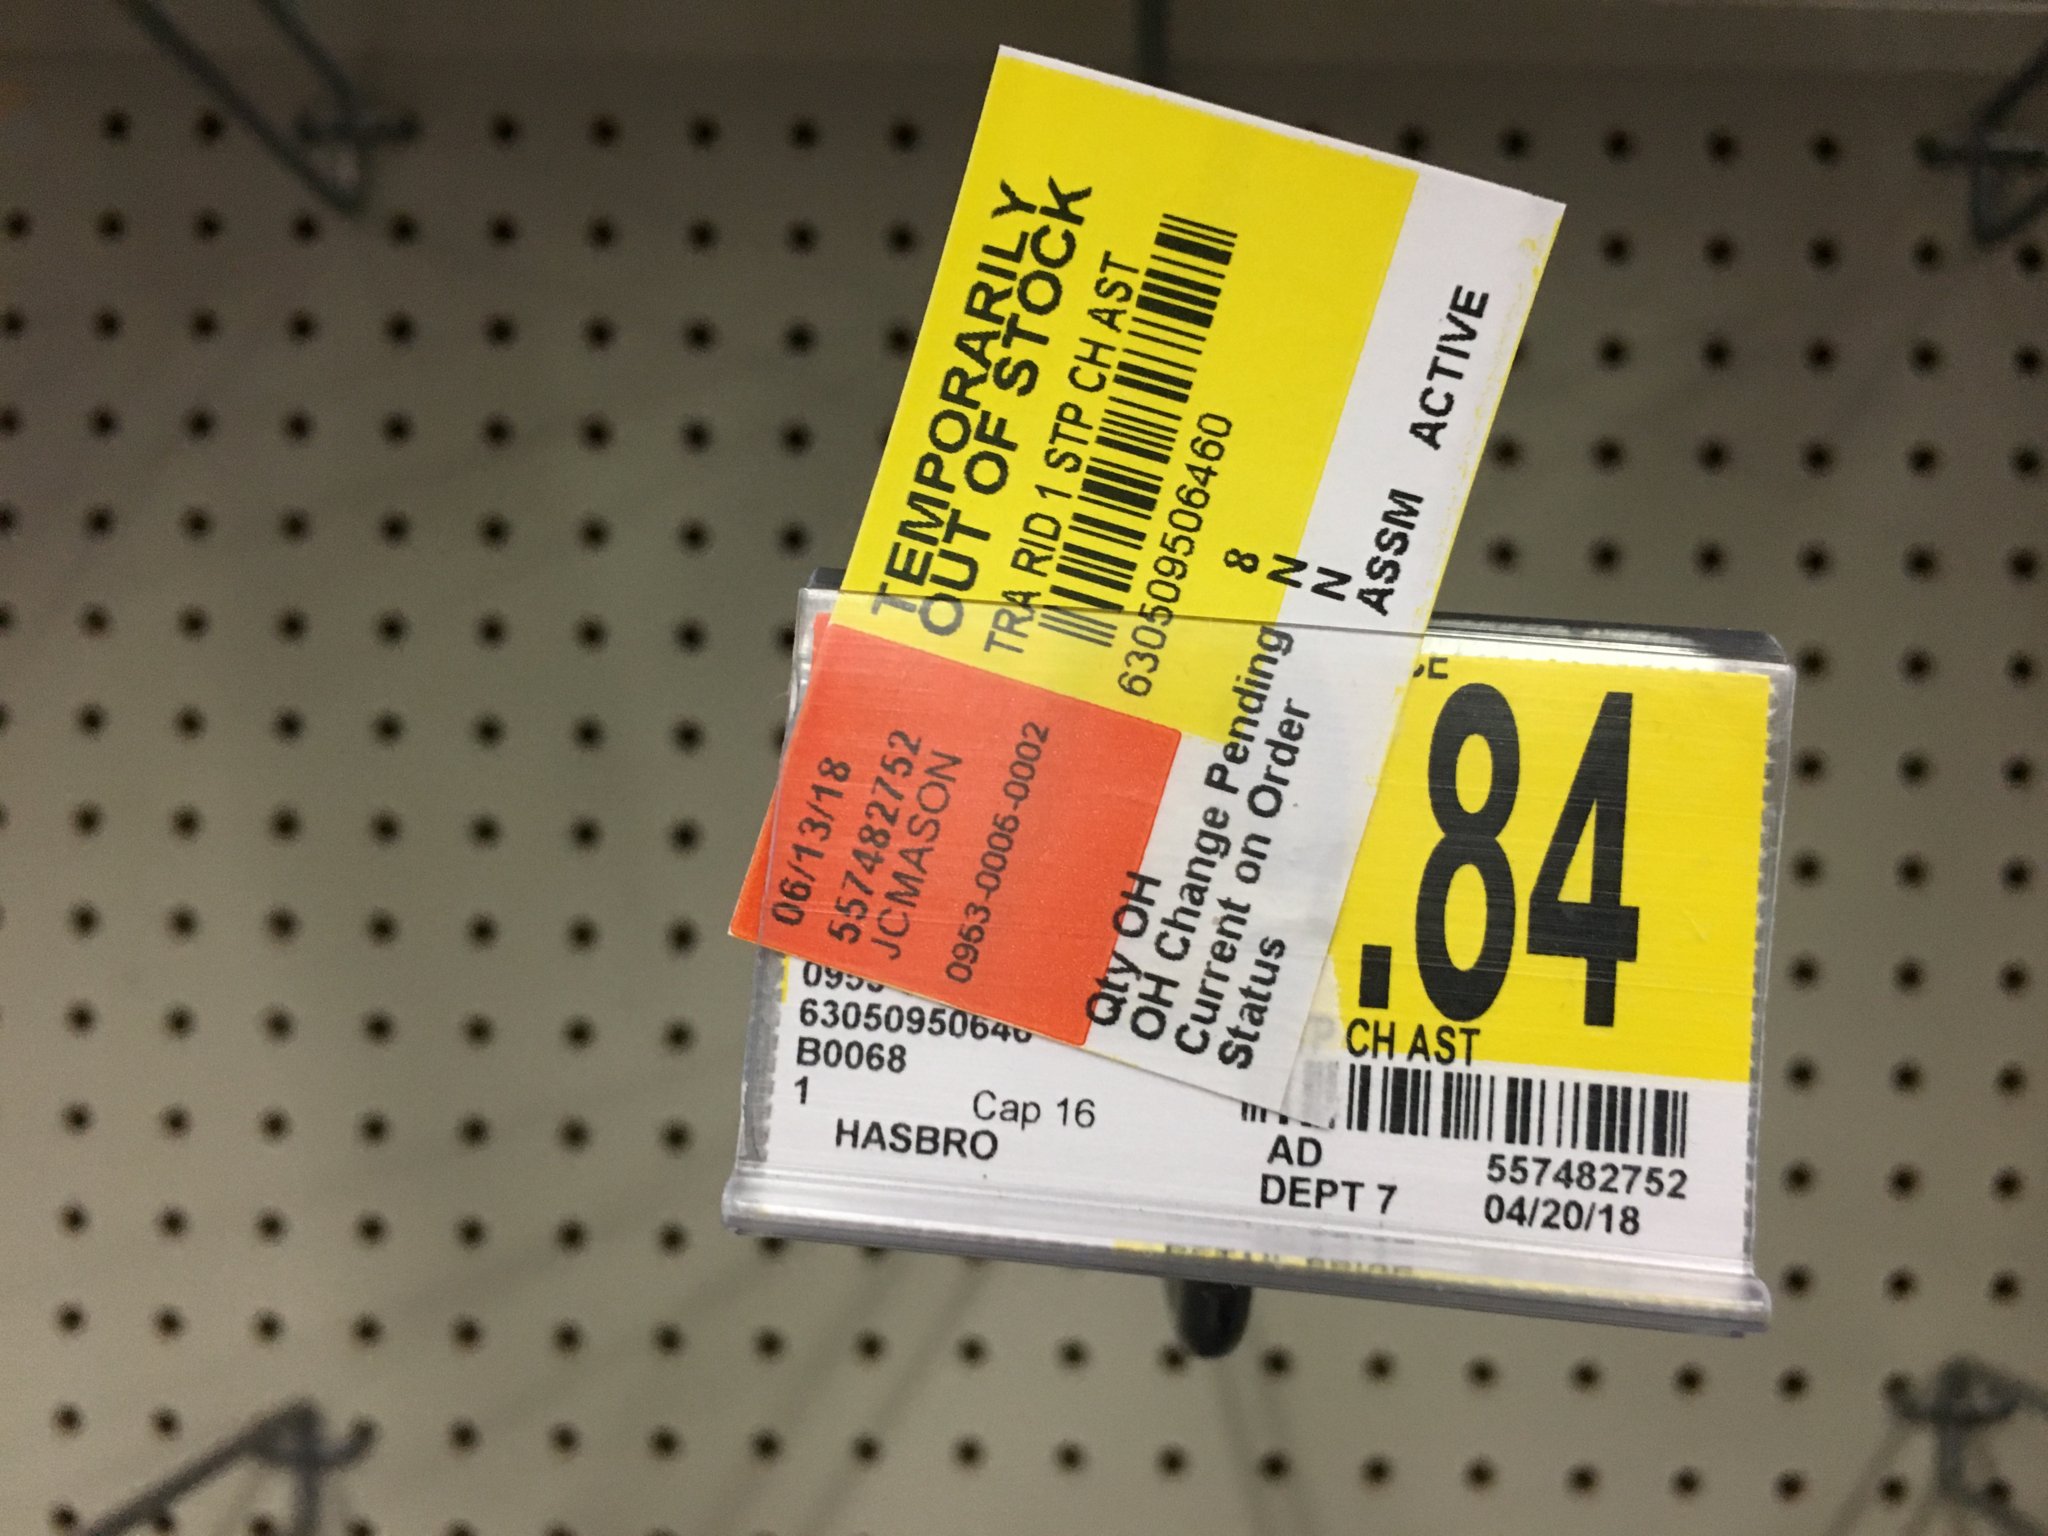 TEMPORARILY
OUT OF STOCK
TRA RID 1 STP CH AST
630509506460
06/13/18
557482752
JCMASON
0953-0006-0002
Qty OH 8
OH Change Pending N
Current on Order N
Status ASSM ACTIVE
.84
CH AST
63050950646
B0068
1
Cap 16
HASBRO
AD
DEPT 7
557482752
04/20/18